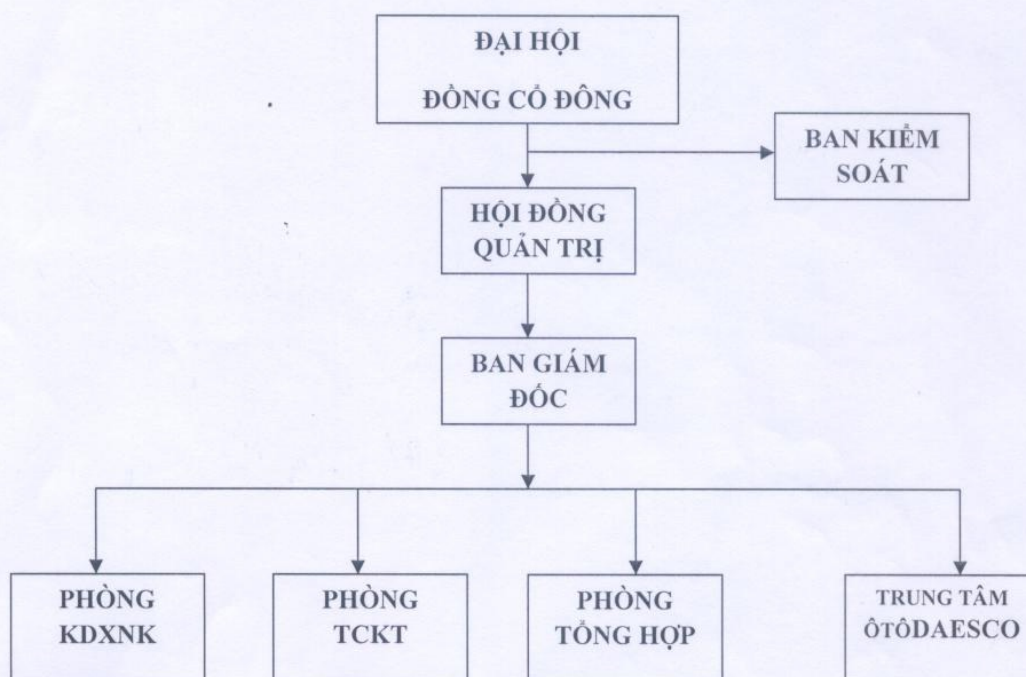 ĐẠI HỘI
ĐỒNG CỔ ĐÔNG
BAN KIỂM
SOÁT
HỘI ĐỒNG
QUẢN TRỊ
BAN GIÁM
ĐỐC
PHÒNG
KDXNK
PHÒNG
TCKT
PHÒNG
TỔNG HỢP
TRUNG TÂM
ÔTÔDAESCO